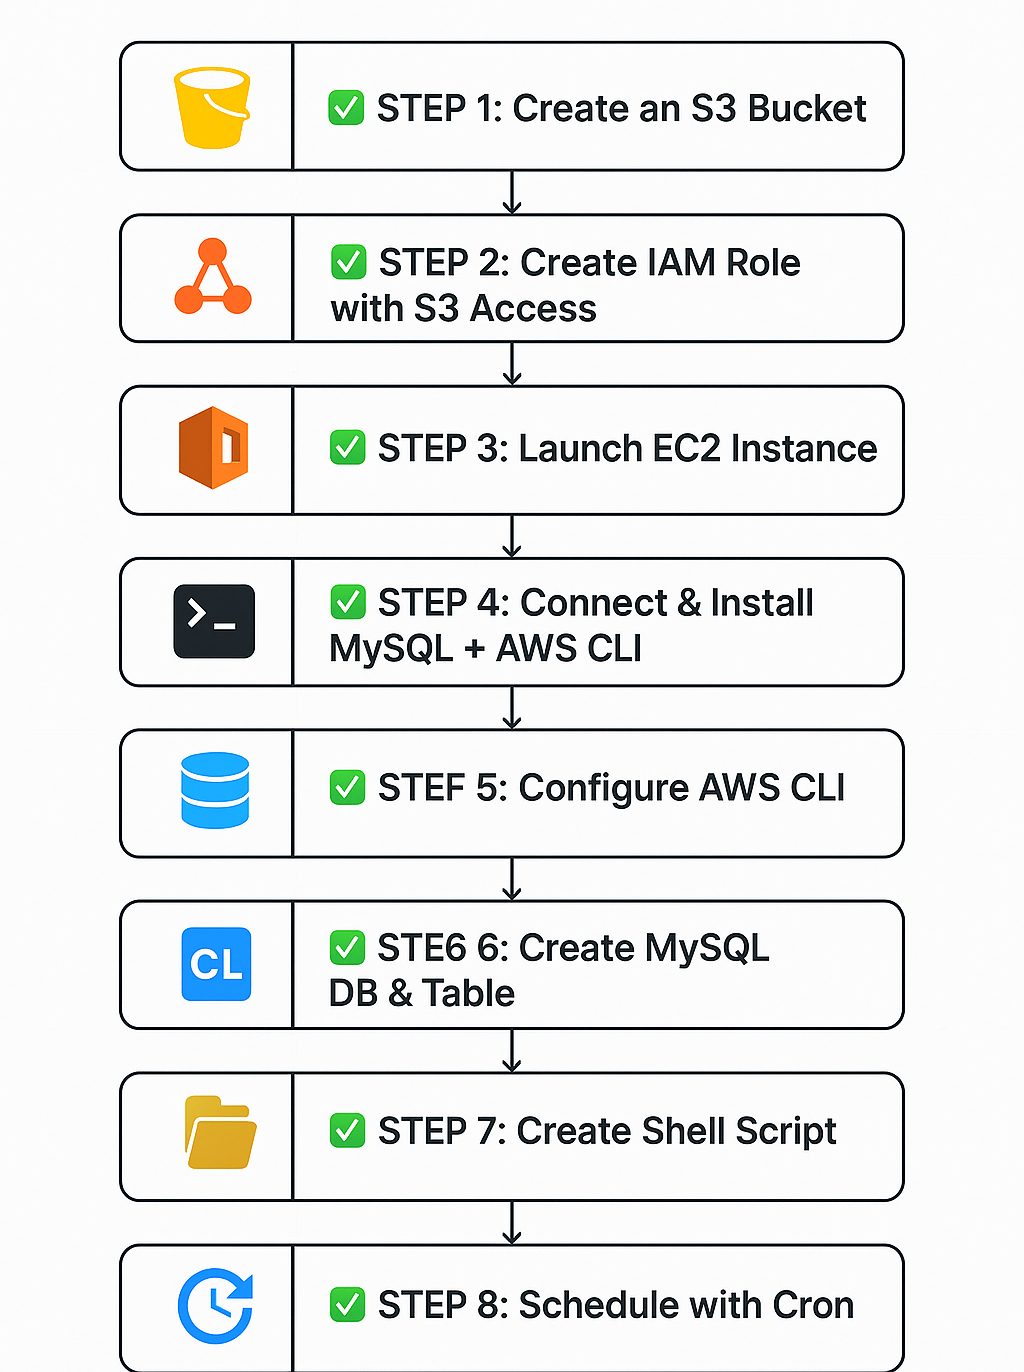 ✅ STEP 1: Create an S3 Bucket
✅ STEP 2: Create IAM Role
with S3 Access
✅ STEP 3: Launch EC2 Instance
>_
✅ STEP 4: Connect & Install
MySQL + AWS CLI
✅ STEF 5: Configure AWS CLI
CL
✅ STE6 6: Create MySQL
DB & Table
✅ STEP 7: Create Shell Script
✅ STEP 8: Schedule with Cron